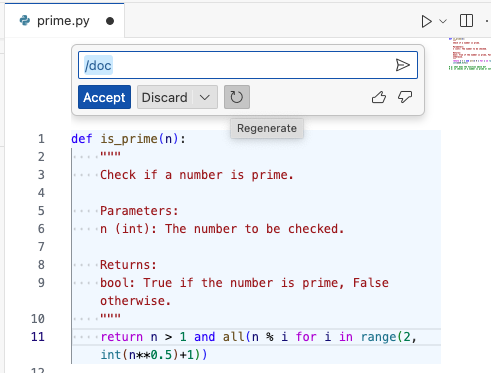 prime.py
/doc
Accept Discard
Regenerate
1 def is_prime(n):
2 """
3 Check if a number is prime.
4
5 Parameters:
6 n (int): The number to be checked.
7
8 Returns:
9 bool: True if the number is prime, False
otherwise.
10 """
11 return n > 1 and all(n % i for i in range(2,
int(n**0.5)+1))
12